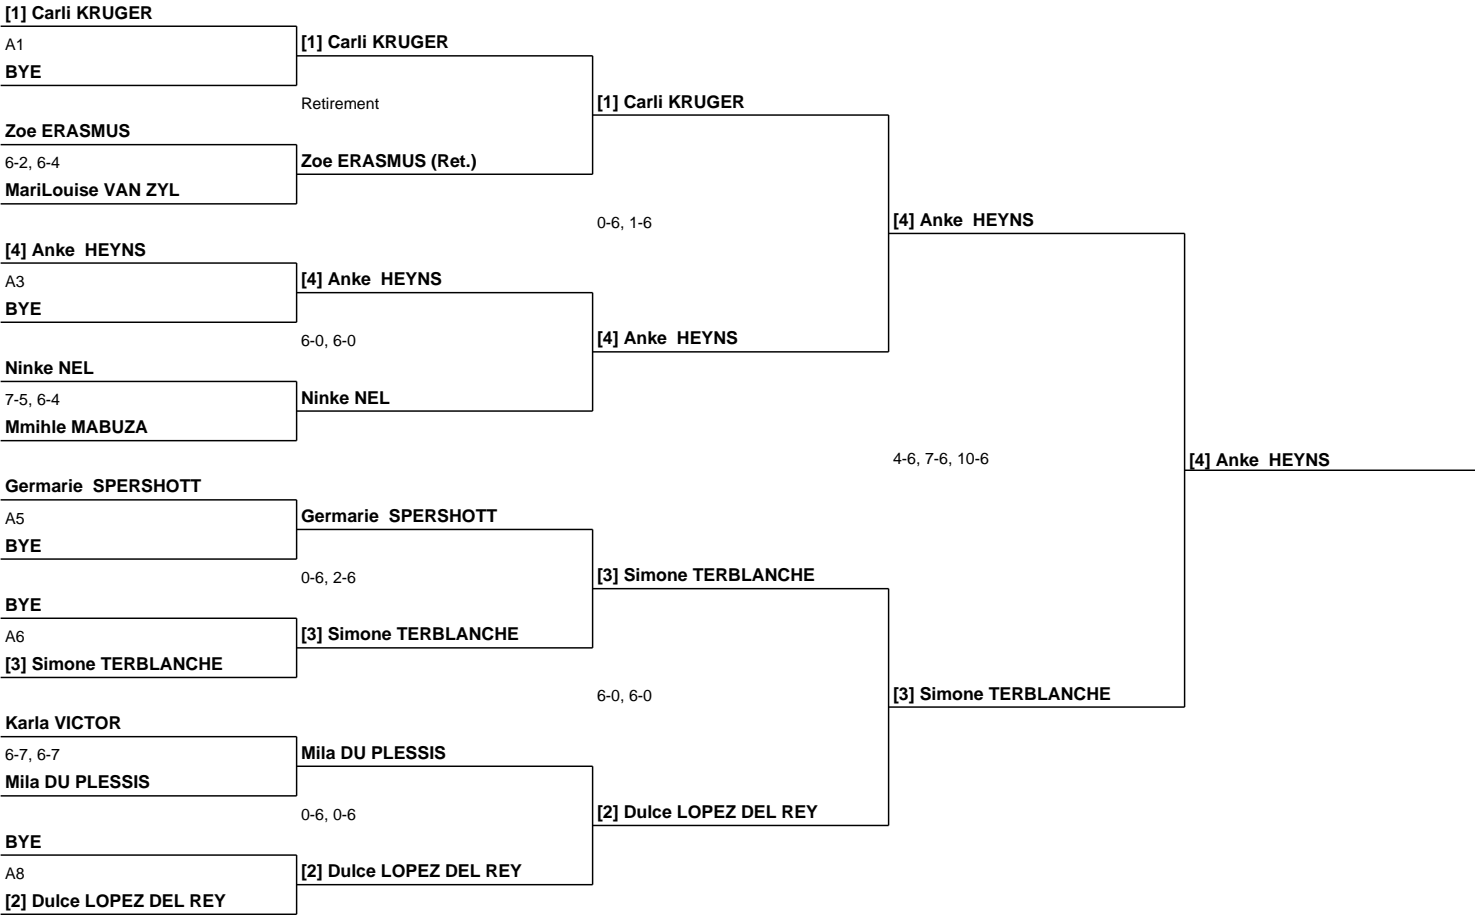 [1] Carli KRUGER
A1
BYE
Zoe ERASMUS
6-2, 6-4
MariLouise VAN ZYL
[4] Anke  HEYNS
A3
BYE
Ninke NEL
7-5, 6-4
Mmihle MABUZA
Germarie  SPERSHOTT
A5
BYE
BYE
A6
[3] Simone TERBLANCHE
Karla VICTOR
6-7, 6-7
Mila DU PLESSIS
BYE
A8
[2] Dulce LOPEZ DEL REY
[1] Carli KRUGER
Retirement
Zoe ERASMUS (Ret.)
[4] Anke  HEYNS
6-0, 6-0
Ninke NEL
Germarie  SPERSHOTT
0-6, 2-6
[3] Simone TERBLANCHE
Mila DU PLESSIS
0-6, 0-6
[2] Dulce LOPEZ DEL REY
[1] Carli KRUGER
0-6, 1-6
[4] Anke  HEYNS
[3] Simone TERBLANCHE
6-0, 6-0
[2] Dulce LOPEZ DEL REY
[4] Anke  HEYNS
4-6, 7-6, 10-6
[3] Simone TERBLANCHE
[4] Anke  HEYNS